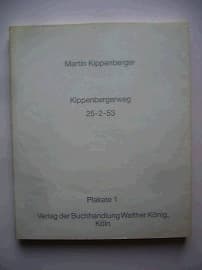 Martin Kippenberger
Kippenbergerweg
25-2-53
Plakate 1
Verlag der Buchhandlung Walther König,
Köln